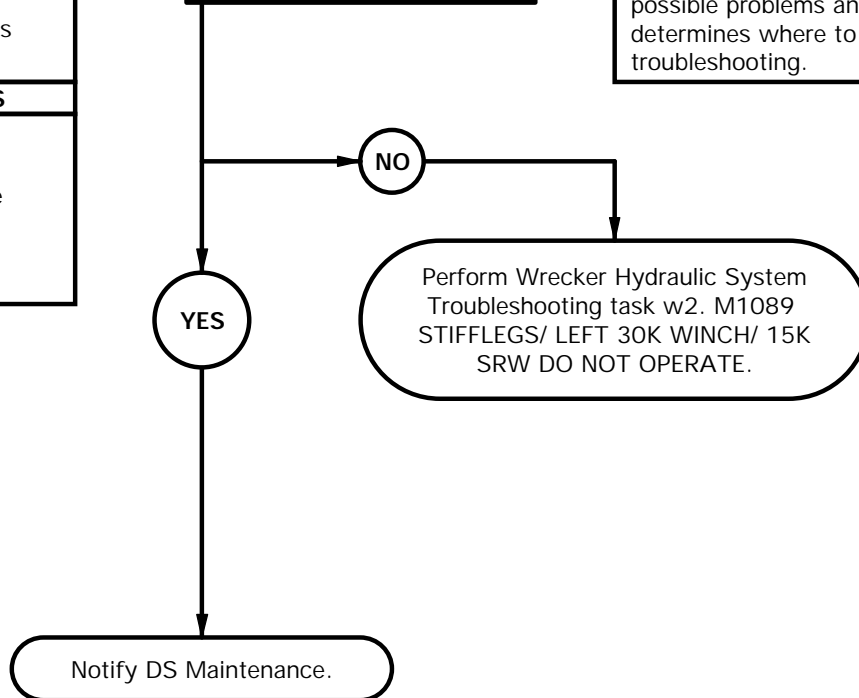 s
S
possible problems an
determines where to
troubleshooting.
NO
Perform Wrecker Hydraulic System
Troubleshooting task w2. M1089
STIFFLEGS/ LEFT 30K WINCH/ 15K
SRW DO NOT OPERATE.
YES
Notify DS Maintenance.